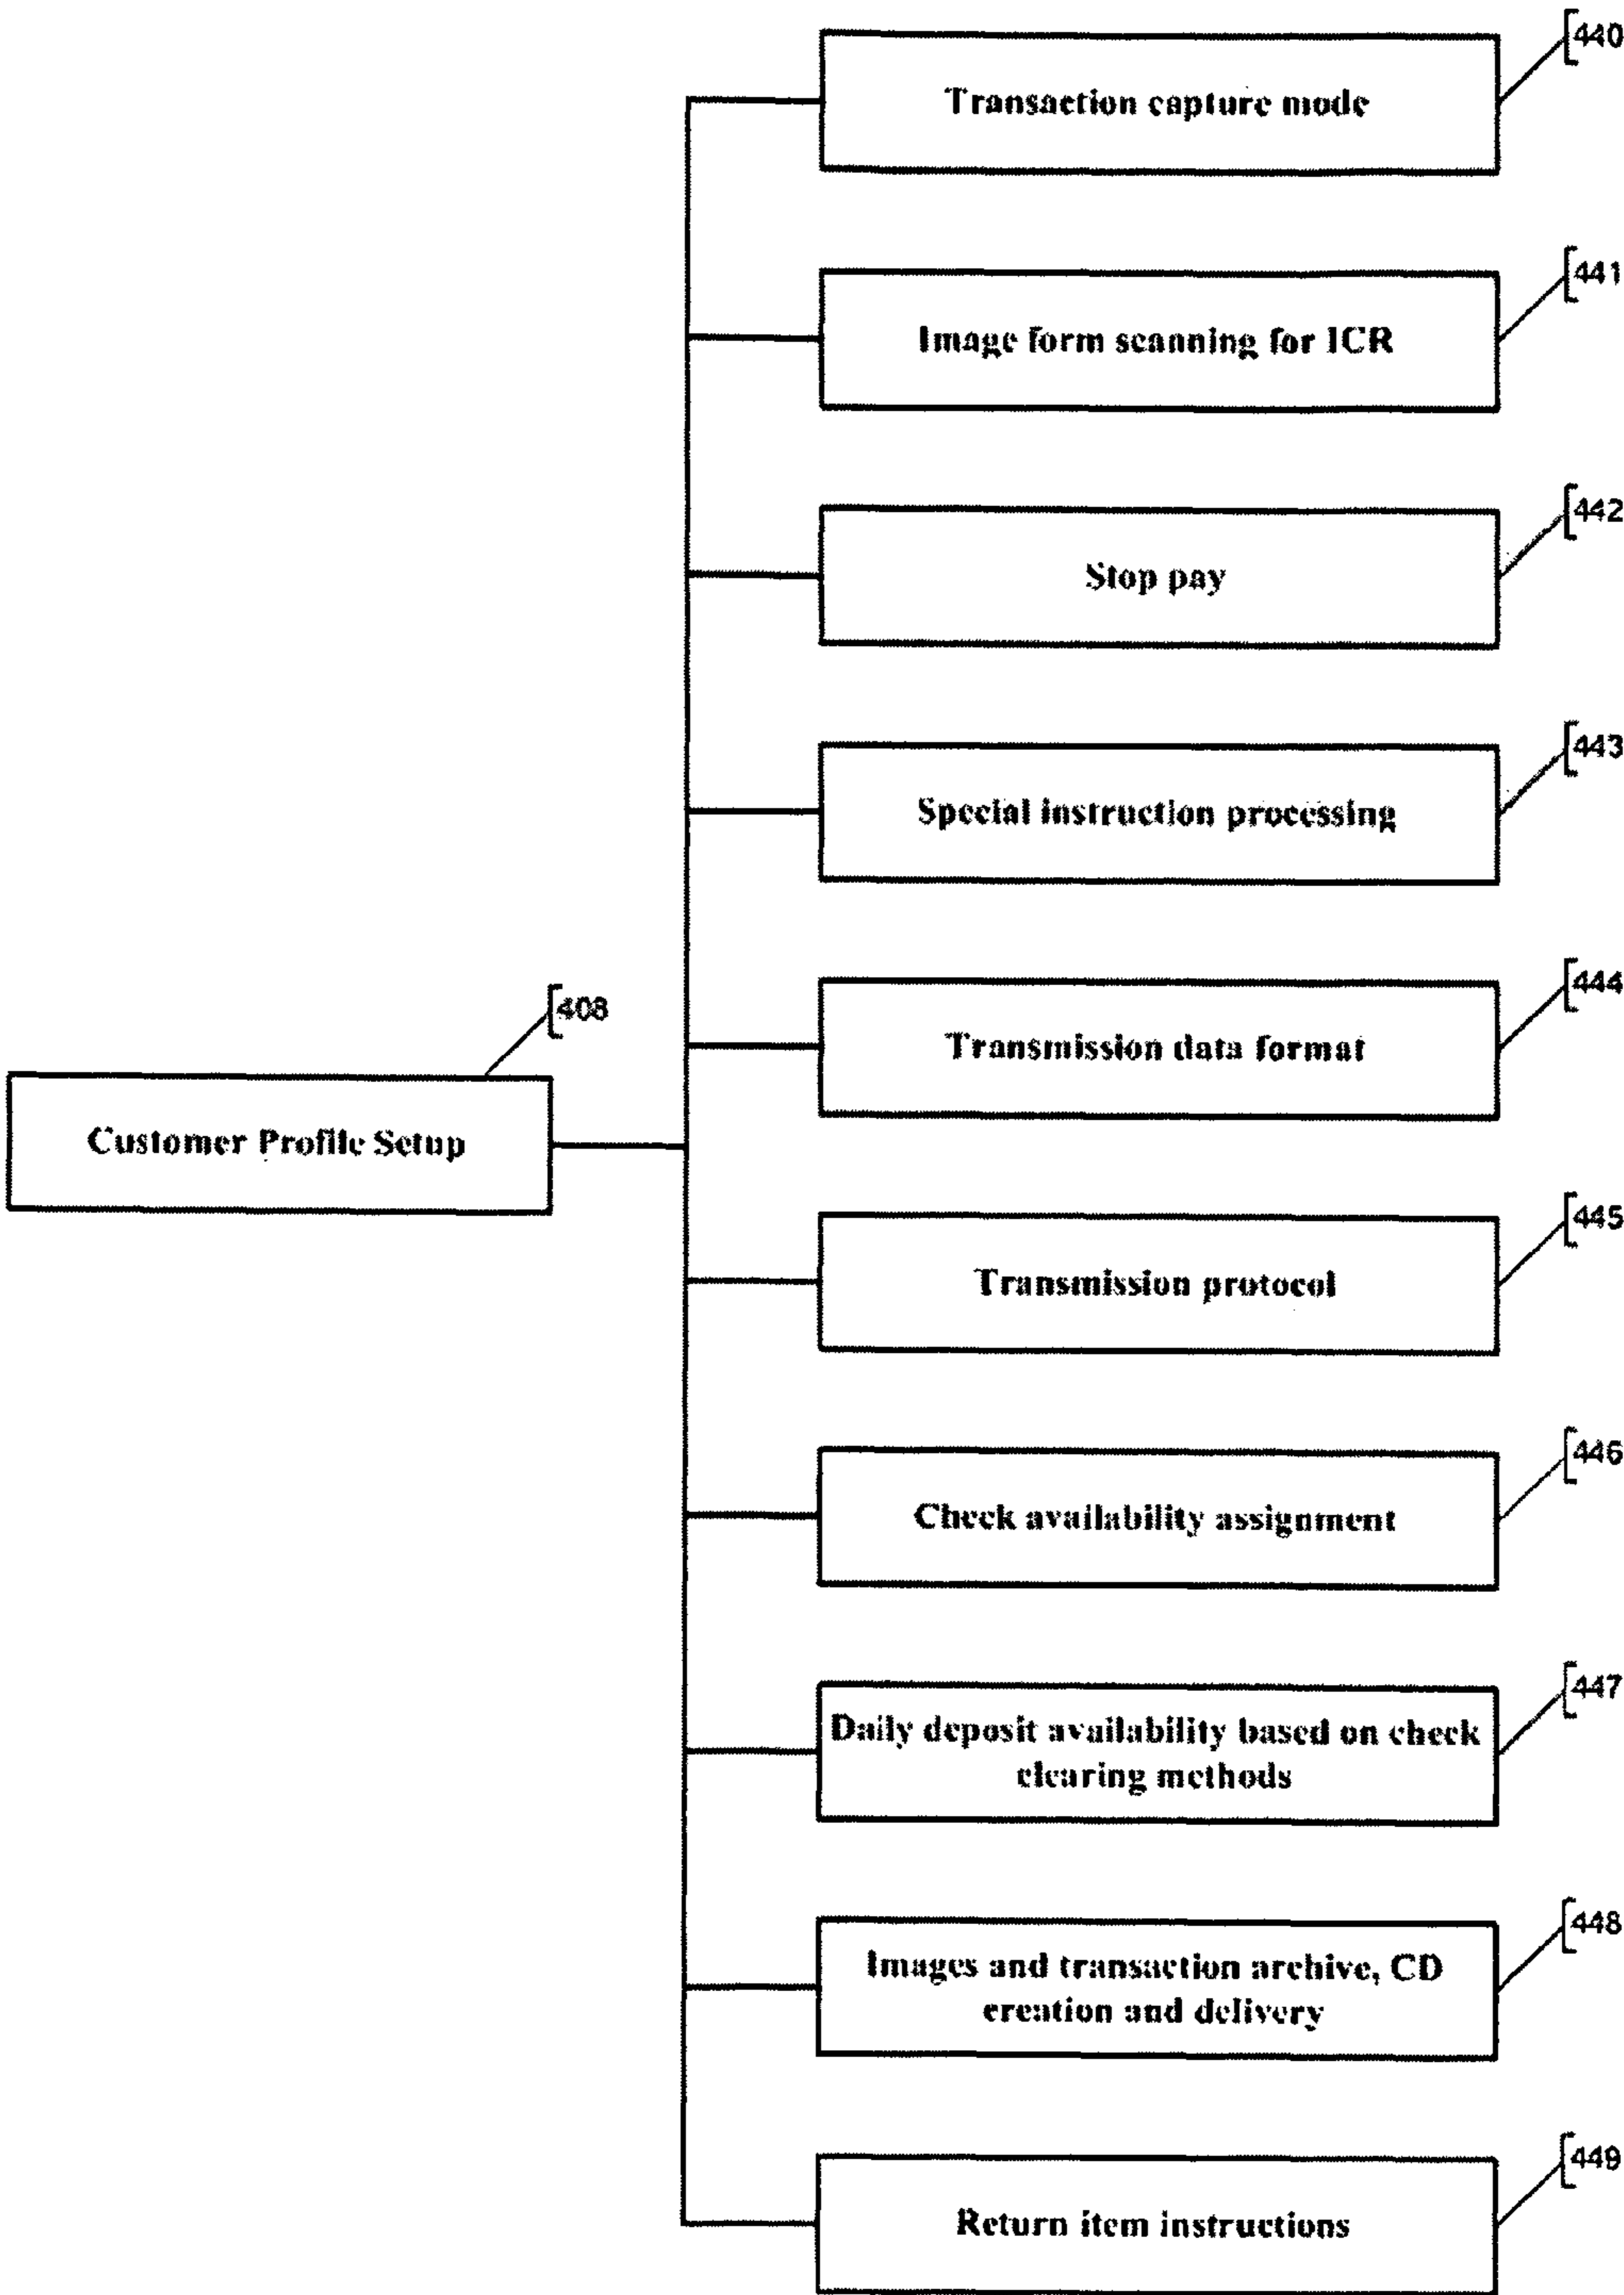 440
Transaction capture mode
441
Image form scanning for ICR
442
Stop pay
443
Special instruction processing
444
Transmission data format
408
Customer Profile Setup
445
Transmission protocol
446
Check availability assignment
447
Daily deposit availability based on check
clearing methods
448
Images and transaction archive, CD
creation and delivery
449
Return item instructions